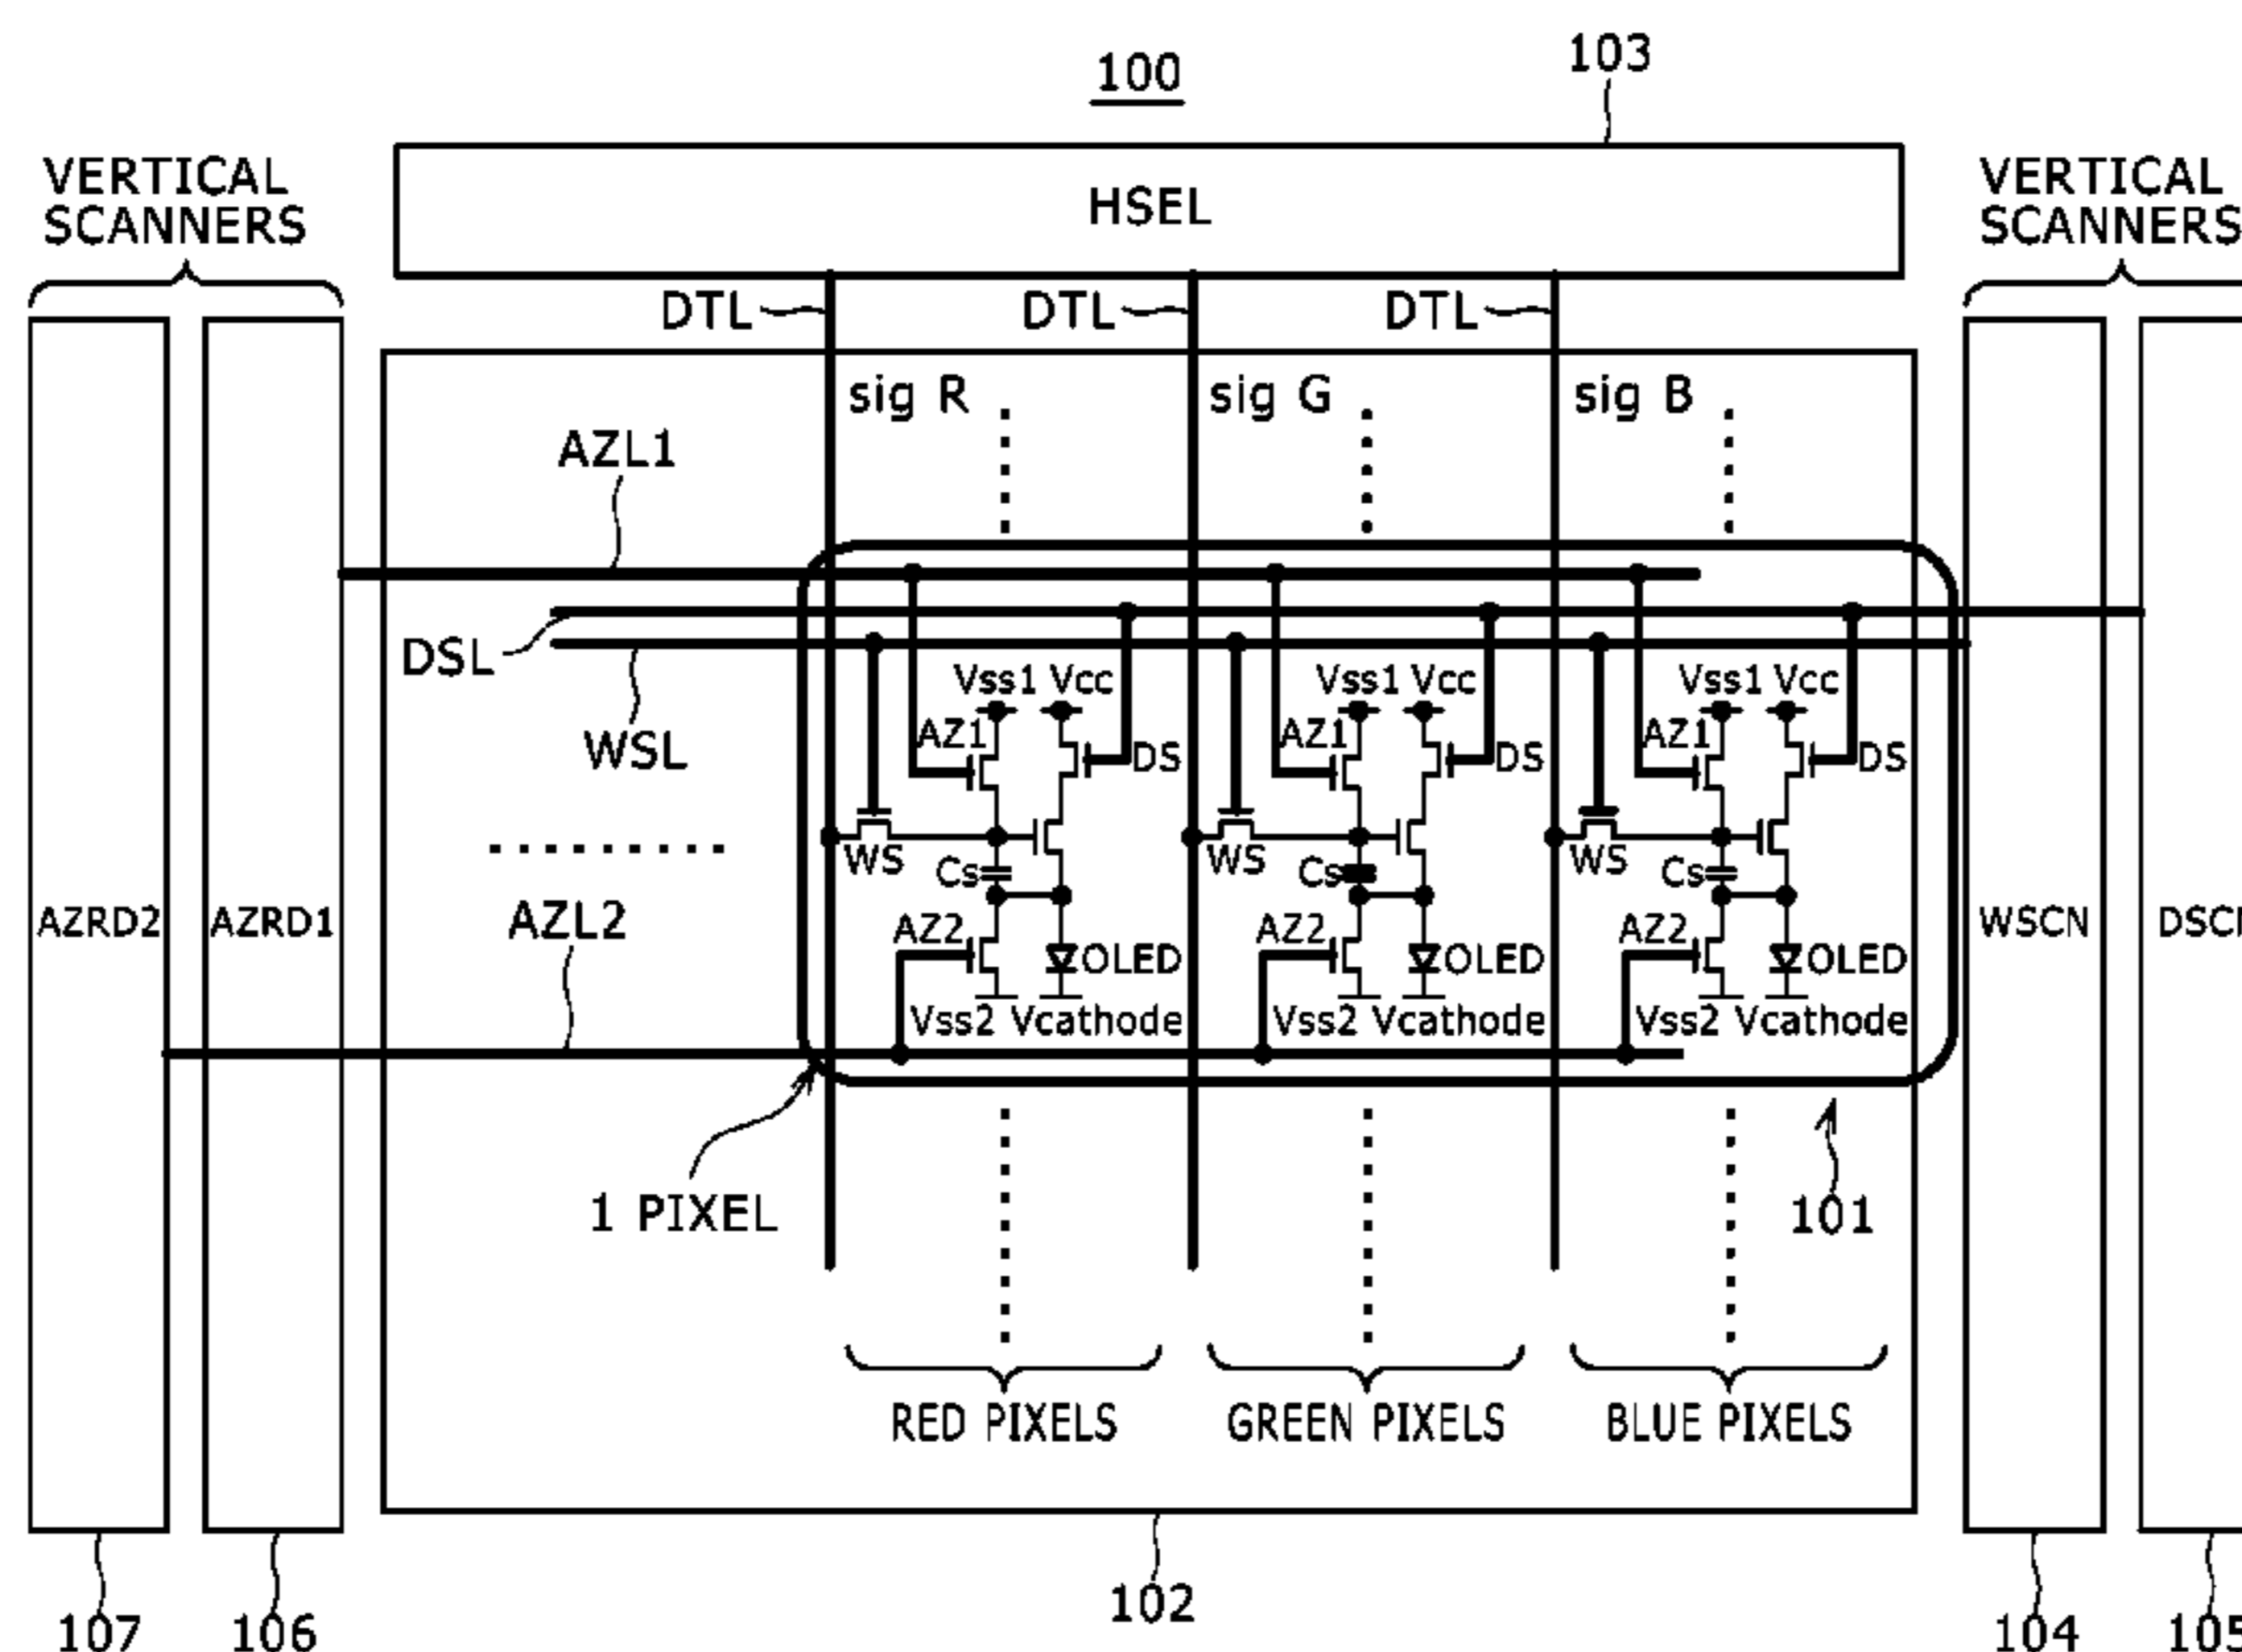 100
103
VERTICAL
SCANNERS
HSEL
VERTICAL
SCANNERS
DTL
DTL
DTL
sig R
sig G
sig B
AZL1
DSL
WSL
Vss1 Vcc
Vss1 Vcc
Vss1 Vcc
AZ1
DS
AZ1
DS
AZ1
DS
WS
Cs
WS
Cs
WS
Cs
AZRD2
AZRD1
AZL2
AZ2
OLED
AZ2
OLED
AZ2
OLED
WSCN
Vss2 Vcathode
Vss2 Vcathode
Vss2 Vcathode
1 PIXEL
101
RED PIXELS
GREEN PIXELS
BLUE PIXELS
107
106
102
104
105